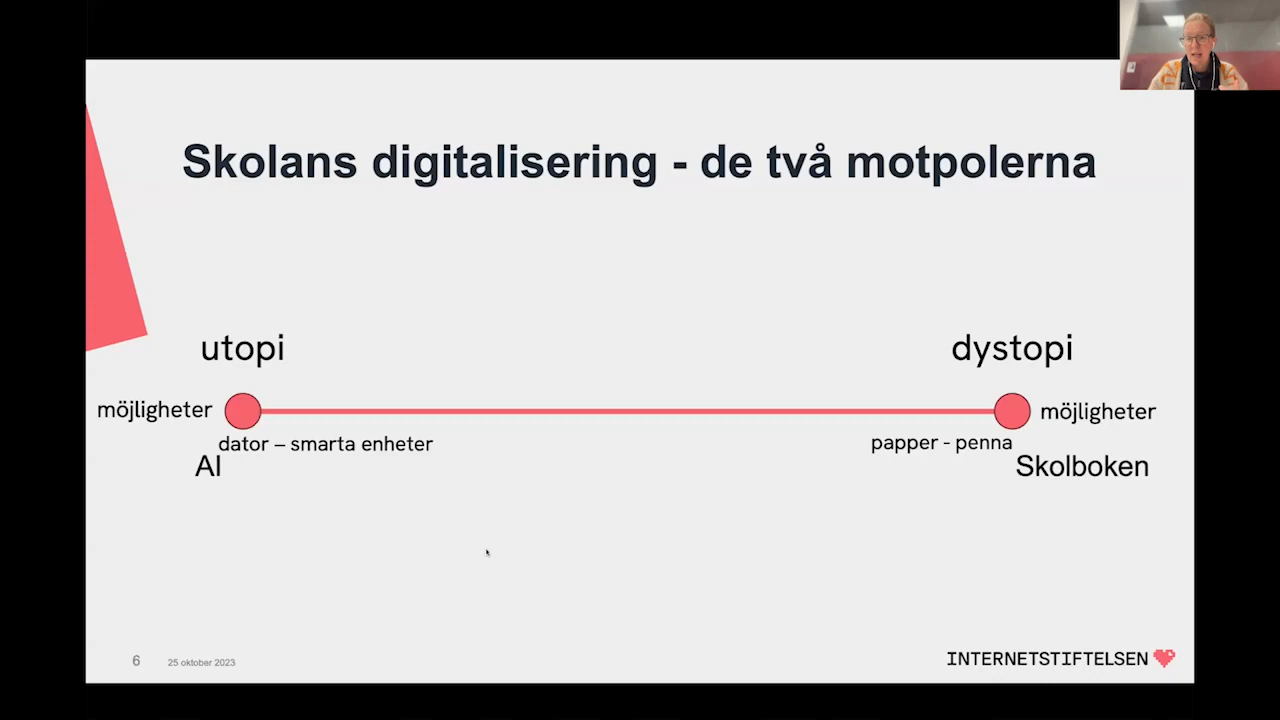 Skolans digitalisering - de två motpolerna
utopi
dystopi
möjligheter
möjligheter
dator – smarta enheter
papper - penna
AI
Skolboken
6
25 oktober 2023
INTERNETSTIFTELSEN